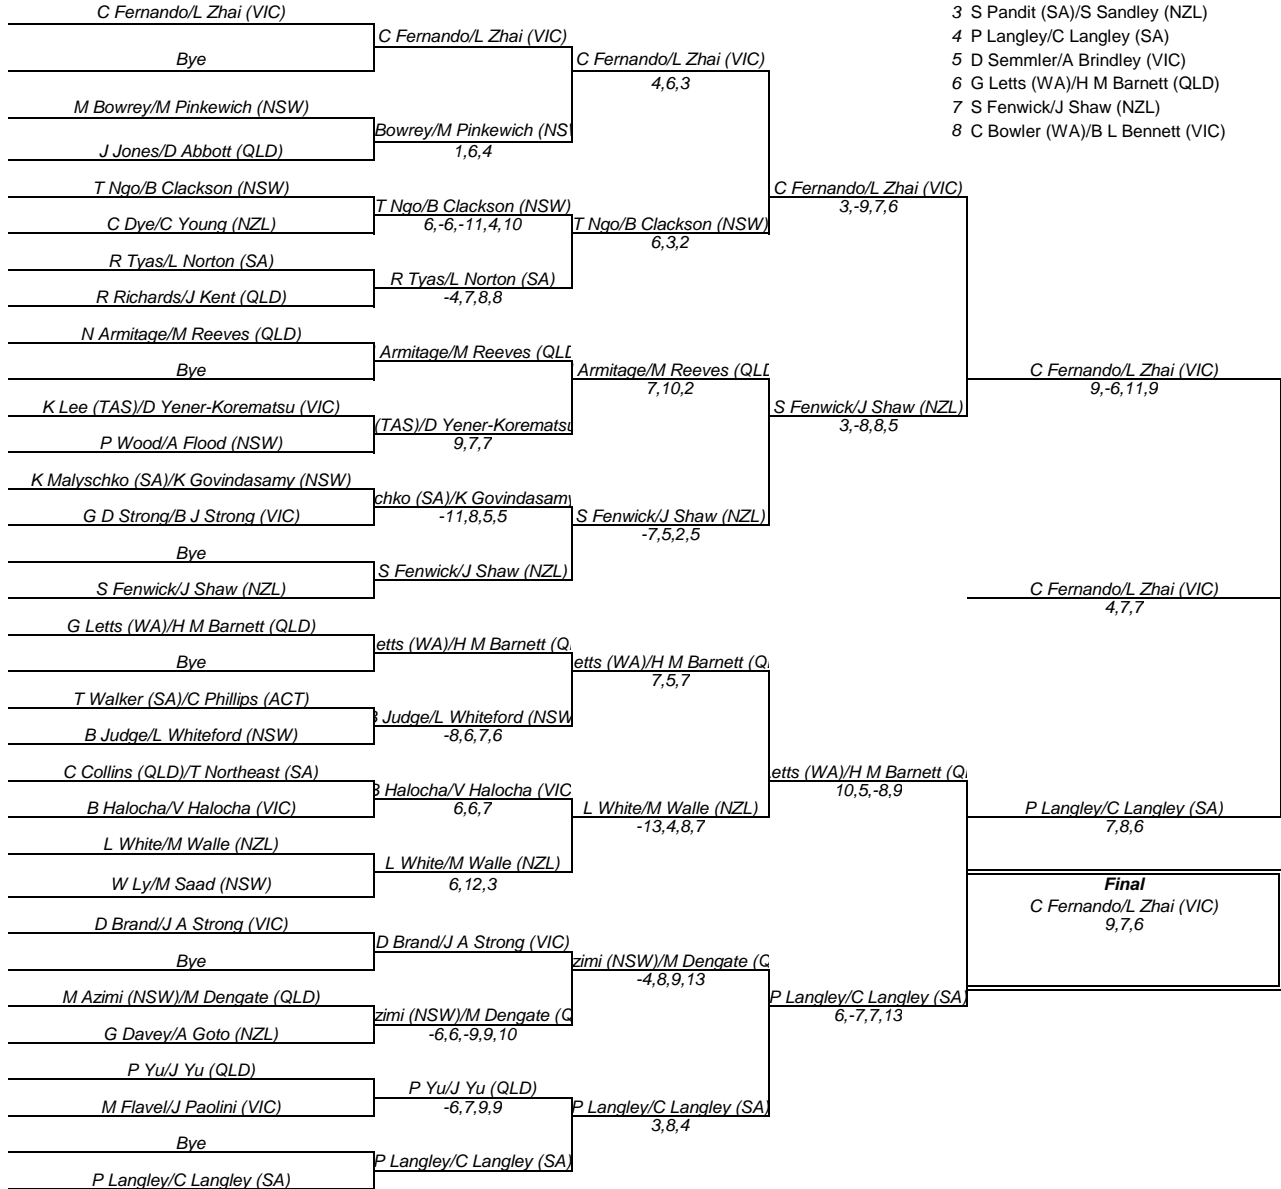 C Fernando/L Zhai (VIC)
Bye
M Bowrey/M Pinkewich (NSW)
J Jones/D Abbott (QLD)
T Ngo/B Clackson (NSW)
C Dye/C Young (NZL)
R Tyas/L Norton (SA)
R Richards/J Kent (QLD)
N Armitage/M Reeves (QLD)
Bye
K Lee (TAS)/D Yener-Korematsu (VIC)
P Wood/A Flood (NSW)
K Malyschko (SA)/K Govindasamy (NSW)
G D Strong/B J Strong (VIC)
Bye
S Fenwick/J Shaw (NZL)
G Letts (WA)/H M Barnett (QLD)
Bye
T Walker (SA)/C Phillips (ACT)
B Judge/L Whiteford (NSW)
C Collins (QLD)/T Northeast (SA)
B Halocha/V Halocha (VIC)
L White/M Walle (NZL)
W Ly/M Saad (NSW)
D Brand/J A Strong (VIC)
Bye
M Azimi (NSW)/M Dengate (QLD)
G Davey/A Goto (NZL)
P Yu/J Yu (QLD)
M Flavel/J Paolini (VIC)
Bye
P Langley/C Langley (SA)
C Fernando/L Zhai (VIC)
Bowrey/M Pinkewich (NS
1,6,4
T Ngo/B Clackson (NSW)
6,-6,-11,4,10
R Tyas/L Norton (SA)
-4,7,8,8
Armitage/M Reeves (QL
(TAS)/D Yener-Korematsu
9,7,7
chko (SA)/K Govindasamy
-11,8,5,5
S Fenwick/J Shaw (NZL)
etts (WA)/H M Barnett (Q
B Judge/L Whiteford (NSW
-8,6,7,6
B Halocha/V Halocha (VIC
6,6,7
L White/M Walle (NZL)
6,12,3
D Brand/J A Strong (VIC)
zimi (NSW)/M Dengate (Q
-6,6,-9,9,10
P Yu/J Yu (QLD)
-6,7,9,9
P Langley/C Langley (SA)
C Fernando/L Zhai (VIC)
4,6,3
T Ngo/B Clackson (NSW)
6,3,2
Armitage/M Reeves (QL
7,10,2
S Fenwick/J Shaw (NZL)
-7,5,2,5
etts (WA)/H M Barnett (Q
7,5,7
L White/M Walle (NZL)
-13,4,8,7
zimi (NSW)/M Dengate (Q
-4,8,9,13
P Langley/C Langley (SA)
3,8,4
C Fernando/L Zhai (VIC)
3,-9,7,6
S Fenwick/J Shaw (NZL)
3,-8,8,5
etts (WA)/H M Barnett (Q
10,5,-8,9
P Langley/C Langley (SA)
6,-7,7,13
3 S Pandit (SA)/S Sandley (NZL)
4 P Langley/C Langley (SA)
5 D Semmler/A Brindley (VIC)
6 G Letts (WA)/H M Barnett (QLD)
7 S Fenwick/J Shaw (NZL)
8 C Bowler (WA)/B L Bennett (VIC)
C Fernando/L Zhai (VIC)
9,-6,11,9
C Fernando/L Zhai (VIC)
4,7,7
P Langley/C Langley (SA)
7,8,6
Final
C Fernando/L Zhai (VIC)
9,7,6